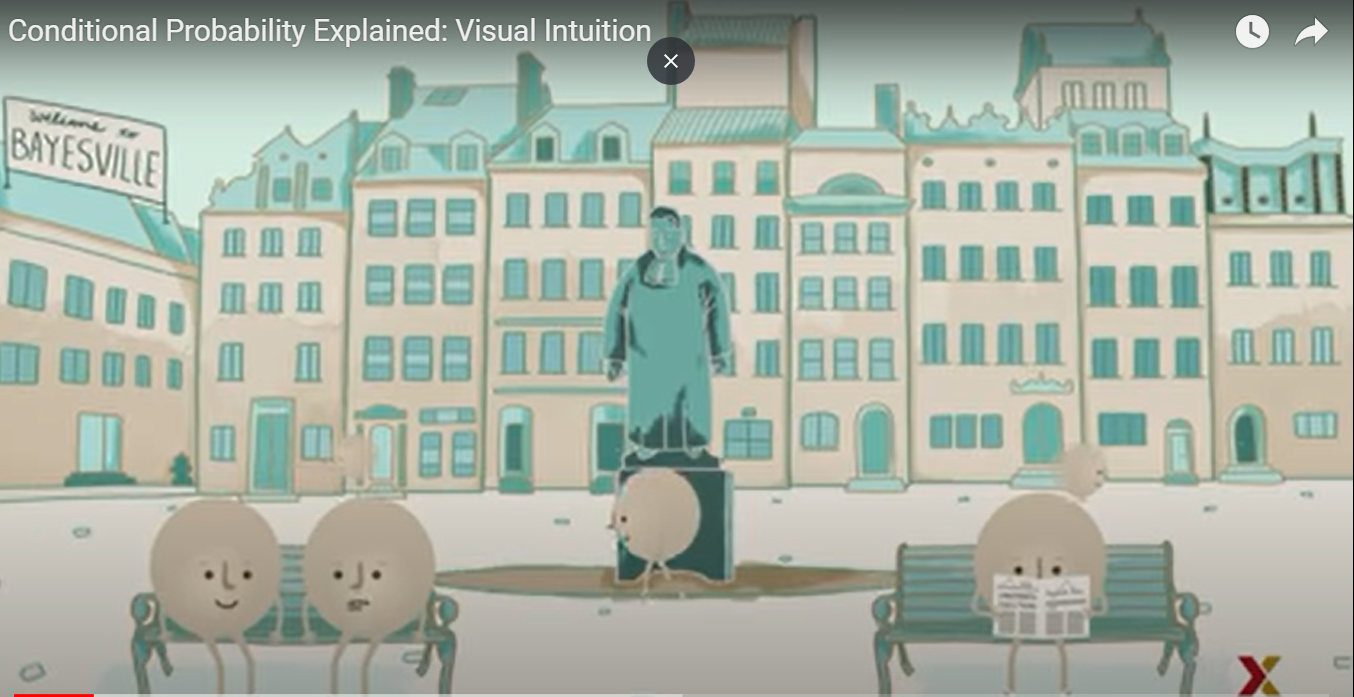 Conditional Probability Explained: Visual Intuition
Welcome to
BAYESVILLE